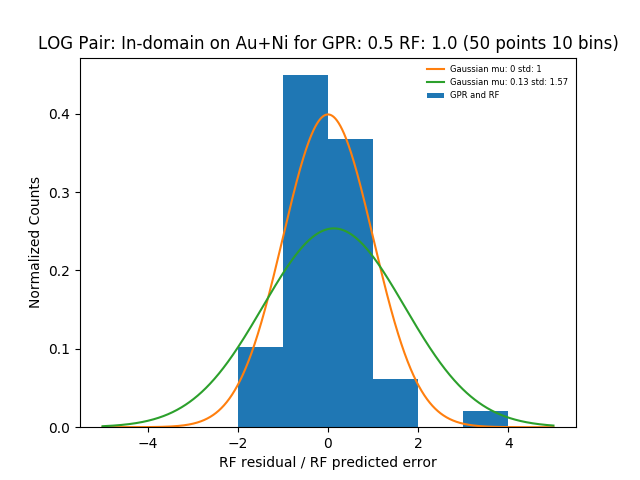 LOG Pair: In-domain on Au+Ni for GPR: 0.5 RF: 1.0 (50 points 10 bins)
Gaussian mu: 0 std: 1
Gaussian mu: 0.13 std: 1.57
GPR and RF
Normalized Counts
0.4
0.3
0.2
0.1
0.0
−4
−2
0
2
4
RF residual / RF predicted error